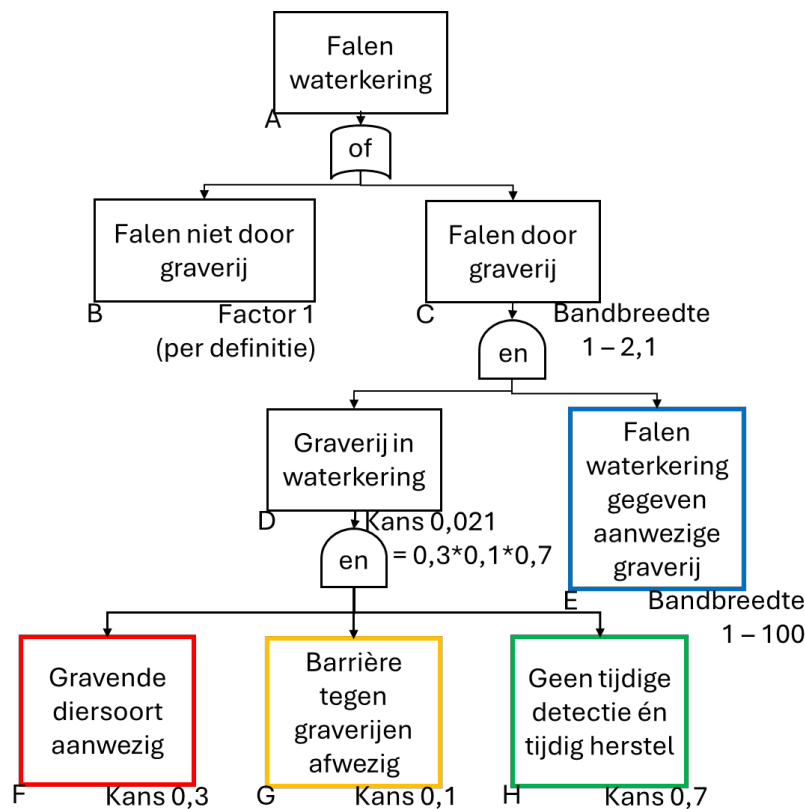 Falen
waterkering
A
of
Falen niet door
graverij
Falen door
graverij
B
Factor 1
(per definitie)
C
Bandbreedte
1 – 2,1
en
Graverij in
waterkering
Falen
waterkering
gegeven
aanwezige
graverij
D
Kans 0,021
= 0,3*0,1*0,7
en
E
Bandbreedte
1 – 100
Gravende
diersoort
aanwezig
Barrière
tegen
graverijen
afwezig
Geen tijdige
detectie én
tijdig herstel
F
Kans 0,3
G
Kans 0,1
H
Kans 0,7